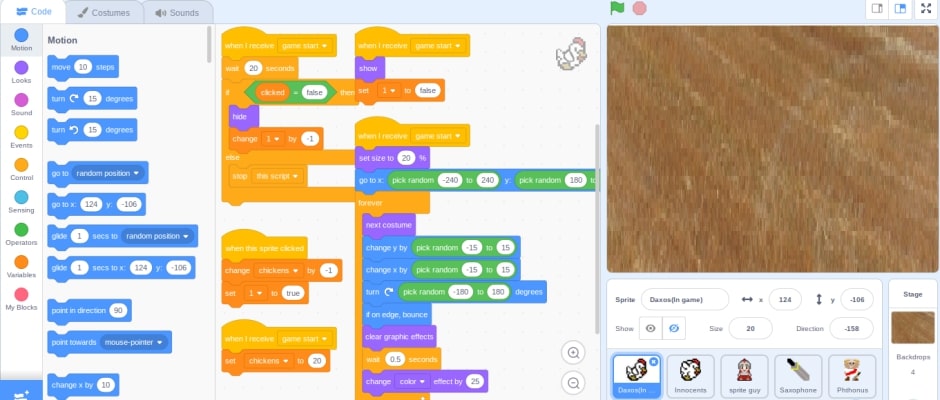 Code
Costumes
Sounds
Motion
Looks
Sound
Events
Control
Sensing
Operators
Variables
My Blocks
Motion
move 10 steps
turn 15 degrees
turn 15 degrees
go to random position
go to x: 124 y: -106
glide 1 secs to random position
glide 1 secs to x: 124 y: -106
point in direction 90
point towards mouse-pointer
change x by 10
when I receive game start
wait 20 seconds
if clicked = false then
hide
change 1 by -1
else
stop this script
when this sprite clicked
change chickens by -1
set 1 to true
when I receive game start
set chickens to 20
when I receive game start
show
set 1 to false
when I receive game start
set size to 20 %
go to x: pick random -240 to 240 y: pick random 180 to
forever
next costume
change y by pick random -15 to 15
change x by pick random -15 to 15
turn pick random -180 to 180 degrees
if on edge, bounce
clear graphic effects
wait 0.5 seconds
change color effect by 25
Sprite Daxos(In game) x 124 y -106
Show Size 20 Direction -158
Daxos(In ...
Innocents
sprite guy
Saxophone
Phthonus
Stage
Backdrops
4